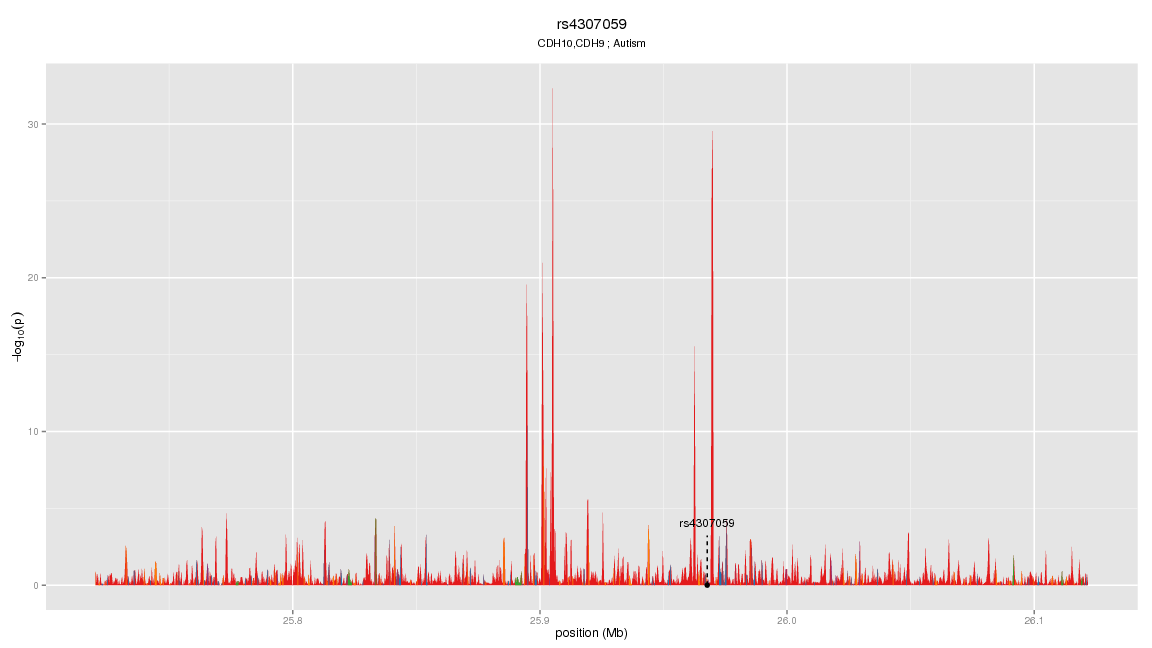 rs4307059
CDH10,CDH9 ; Autism
30
20
10
0
−log10(p)
rs4307059
25.8
25.9
26.0
26.1
position (Mb)